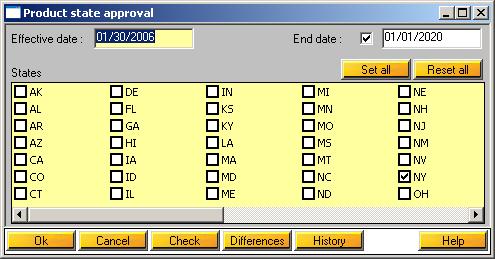 Product state approval
Effective date : 01/30/2006 End date : 01/01/2020
Set all Reset all
States
AK DE IN MI NE
AL FL KS MN NH
AR GA KY MO NJ
AZ HI LA MS NM
CA IA MA MT NV
CO ID MD NC NY
CT IL ME ND OH
Ok Cancel Check Differences History Help